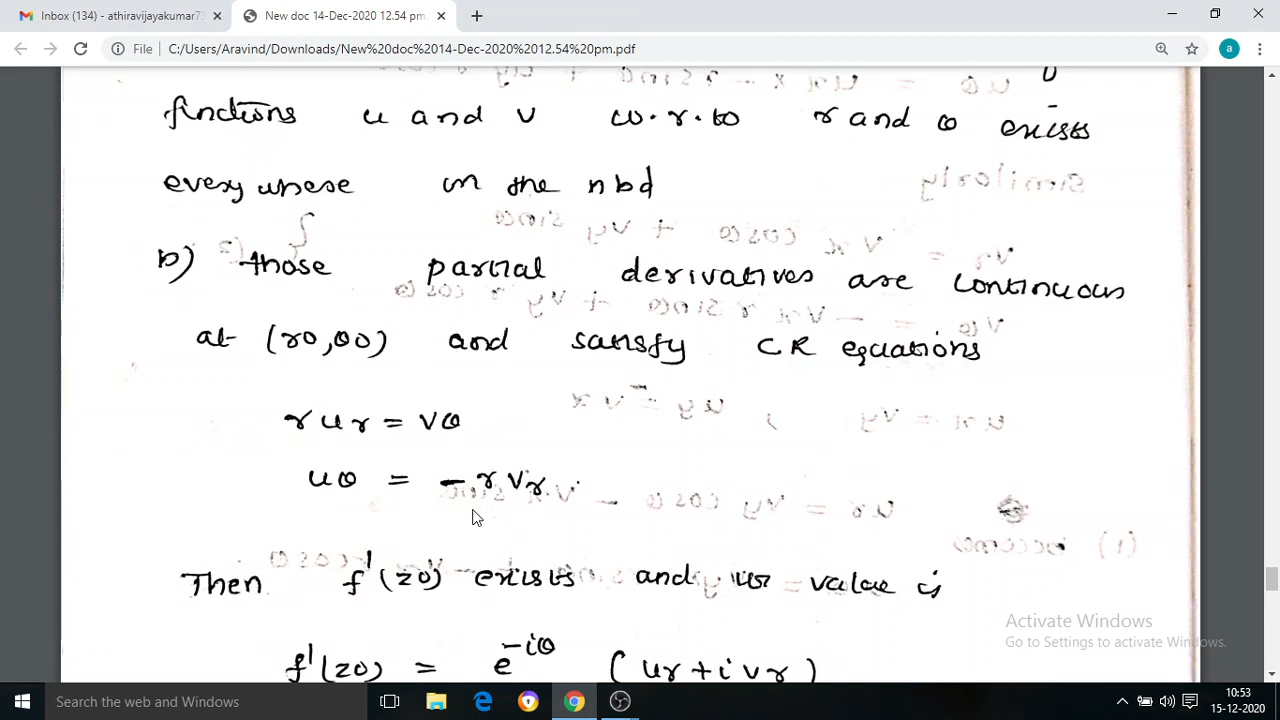 Inbox (134) - athiravijayakumar7
New doc 14-Dec-2020 12.54 pm.p
File C:/Users/Aravind/Downloads/New%20doc%2014-Dec-2020%2012.54%20pm.pdf
a
functions u and v w.r.to r and θ exists
everywhere in the nbd
b) those partial derivatives are continuous
at (r0,θ0) and satisfy CR equations
r ur = vθ
uθ = - r vr
Then f'(z0) exists and its value is
f'(z0) = e^-iθ (ur + i vr)
Activate Windows
Go to Settings to activate Windows.
Search the web and Windows
10:53
15-12-2020